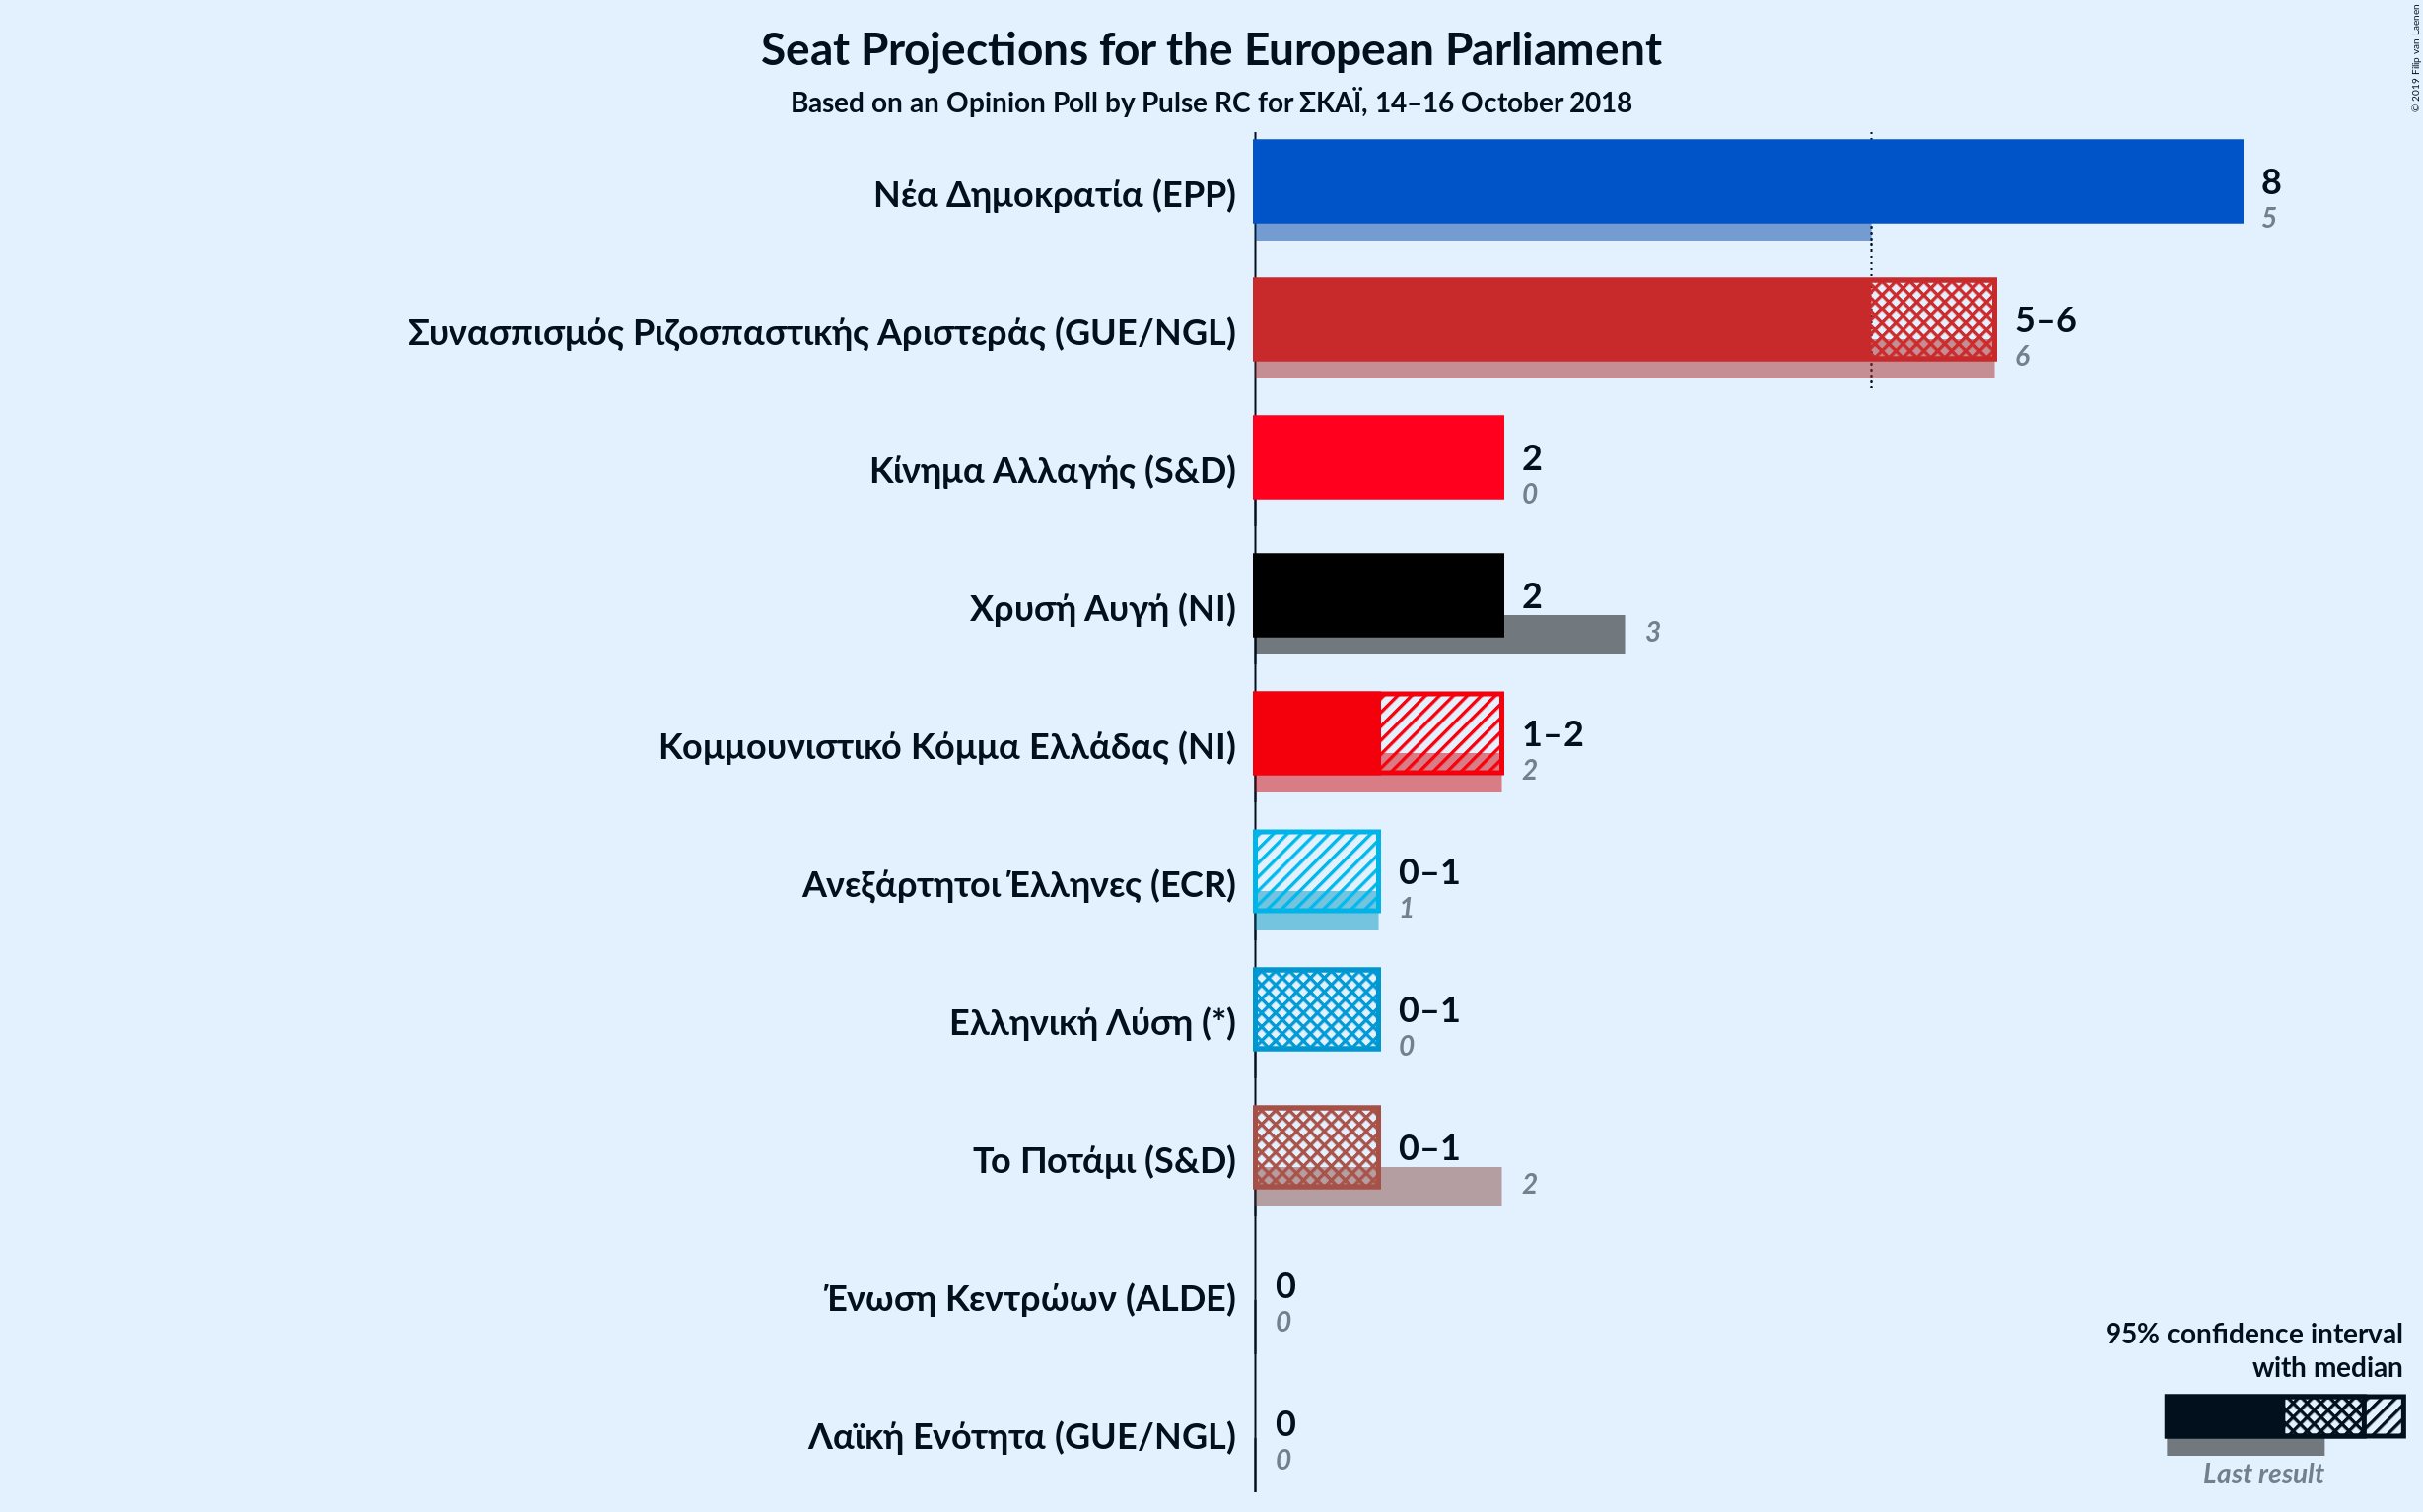 Seat Projections for the European Parliament
Based on an Opinion Poll by Pulse RC for ΣΚΑΪ, 14–16 October 2018
© 2019 Filip van Laenen
Νέα Δημοκρατία (EPP)
8
5
Συνασπισμός Ριζοσπαστικής Αριστεράς (GUE/NGL)
5–6
6
Κίνημα Αλλαγής (S&D)
2
0
Χρυσή Αυγή (NI)
2
3
Κομμουνιστικό Κόμμα Ελλάδας (NI)
1–2
2
Ανεξάρτητοι Έλληνες (ECR)
0–1
1
Ελληνική Λύση (*)
0–1
0
Το Ποτάμι (S&D)
0–1
2
Ένωση Κεντρώων (ALDE)
0
0
Λαϊκή Ενότητα (GUE/NGL)
0
0
95% confidence interval
with median
Last result